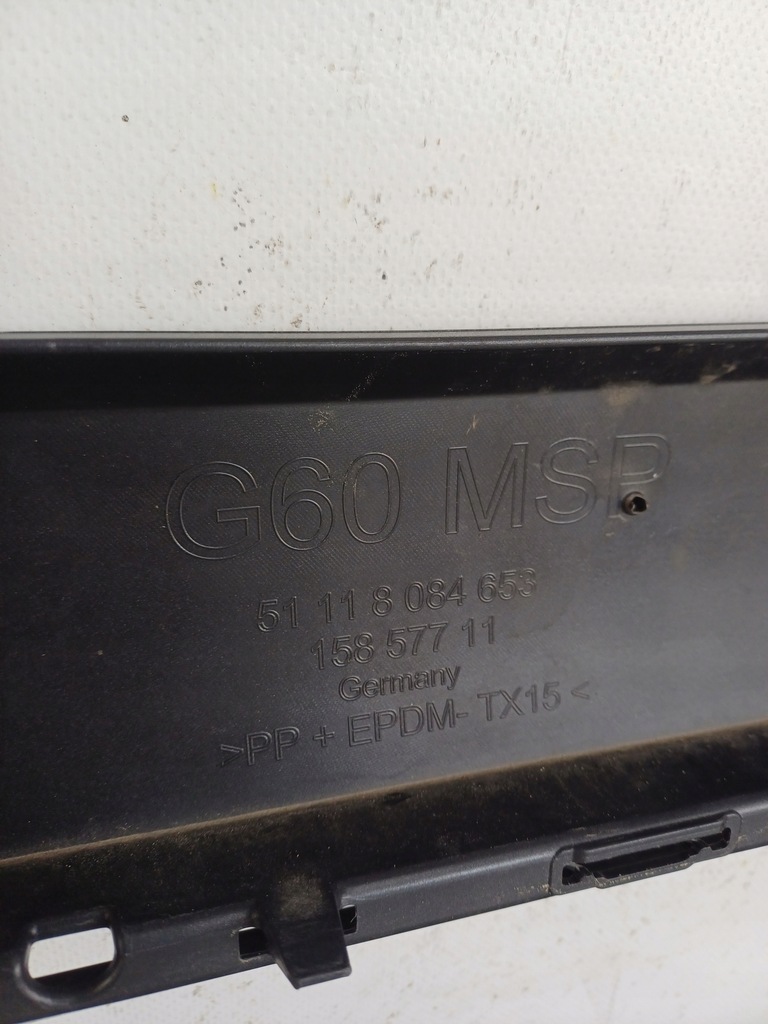 G60 MSP
51 11 8 084 653
158 577 11
Germany
>PP + EPDM- TX15 <